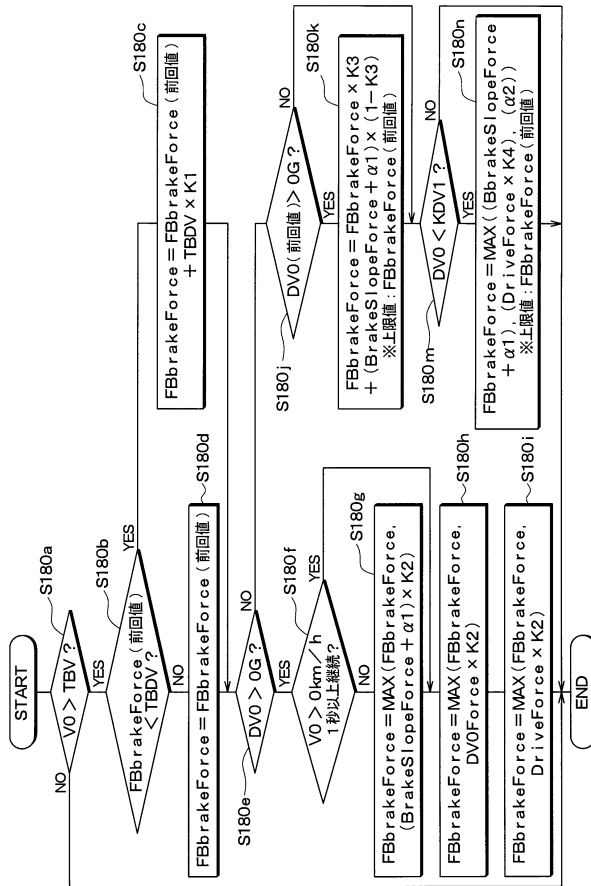 START
S180a
V0 > TBV ?
NO
YES
S180b
FBbrakeForce(前回値)
< TBDV ?
YES
NO
S180c
FBbrakeForce=FBbrakeForce(前回値)
+ TBDV × K1
S180d
FBbrakeForce=FBbrakeForce(前回値)
S180e
DV0 > 0G ?
NO
YES
S180f
V0 > 0km/h
1秒以上継続?
YES
NO
S180g
FBbrakeForce=MAX(FBbrakeForce,
(BrakeSlopeForce+α1)×K2)
S180h
FBbrakeForce=MAX(FBbrakeForce,
DV0Force×K2)
S180i
FBbrakeForce=MAX(FBbrakeForce,
DriveForce×K2)
S180j
DV0(前回値)> 0G ?
NO
YES
S180k
FBbrakeForce=FBbrakeForce×K3
+(BrakeSlopeForce+α1)×(1−K3)
※上限値:FBbrakeForce(前回値)
S180m
DV0 < KDV1 ?
NO
YES
S180n
FBbrakeForce=MAX((BbrakeSlopeForce
+α1),(DriveForce×K4),(α2))
※上限値:FBbrakeForce(前回値)
END